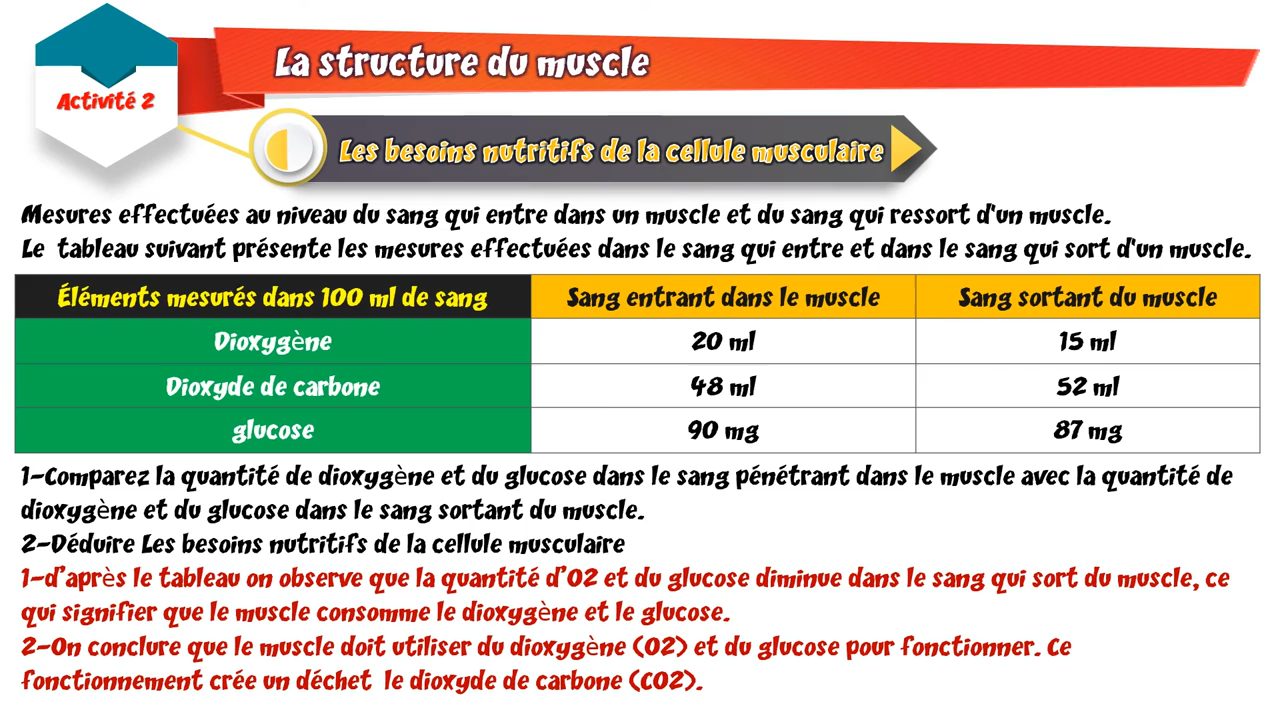 La structure du muscle
Activité 2
Les besoins nutritifs de la cellule musculaire
Mesures effectuées au niveau du sang qui entre dans un muscle et du sang qui ressort d'un muscle.
Le tableau suivant présente les mesures effectuées dans le sang qui entre et dans le sang qui sort d'un muscle.
Éléments mesurés dans 100 ml de sang Sang entrant dans le muscle Sang sortant du muscle
Dioxygène 20 ml 15 ml
Dioxyde de carbone 48 ml 52 ml
glucose 90 mg 87 mg
1-Comparez la quantité de dioxygène et du glucose dans le sang pénétrant dans le muscle avec la quantité de
dioxygène et du glucose dans le sang sortant du muscle.
2-Déduire Les besoins nutritifs de la cellule musculaire
1-d’après le tableau on observe que la quantité d’O2 et du glucose diminue dans le sang qui sort du muscle, ce
qui signifier que le muscle consomme le dioxygène et le glucose.
2-On conclure que le muscle doit utiliser du dioxygène (O2) et du glucose pour fonctionner. Ce
fonctionnement crée un déchet le dioxyde de carbone (CO2).